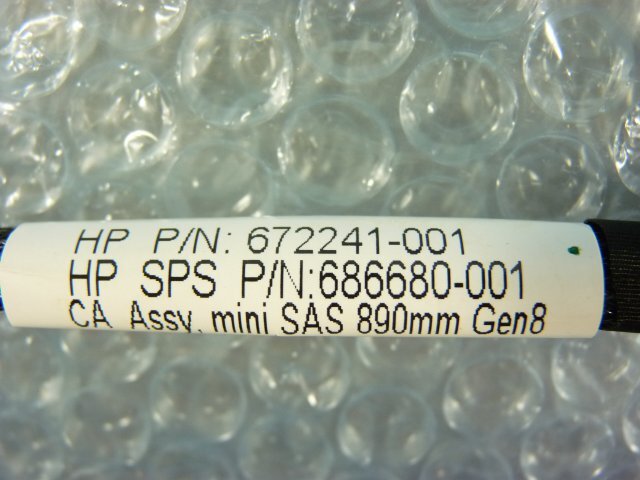 HP P/N: 672241-001
HP SPS P/N:686680-001
CA Assy, mini SAS 890mm Gen8